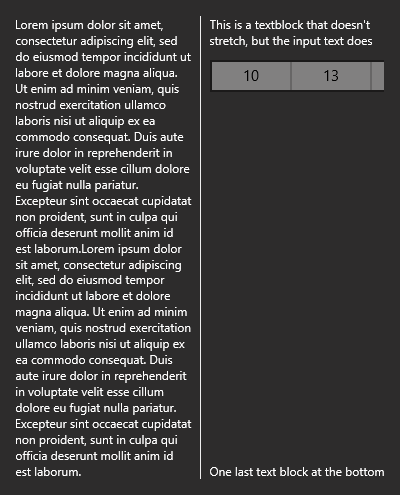 Lorem ipsum dolor sit amet,
consectetur adipiscing elit, sed
do eiusmod tempor incididunt ut
labore et dolore magna aliqua.
Ut enim ad minim veniam, quis
nostrud exercitation ullamco
laboris nisi ut aliquip ex ea
commodo consequat. Duis aute
irure dolor in reprehenderit in
voluptate velit esse cillum dolore
eu fugiat nulla pariatur.
Excepteur sint occaecat cupidatat
non proident, sunt in culpa qui
officia deserunt mollit anim id
est laborum.Lorem ipsum dolor
sit amet, consectetur adipiscing
elit, sed do eiusmod tempor
incididunt ut labore et dolore
magna aliqua. Ut enim ad minim
veniam, quis nostrud exercitation
ullamco laboris nisi ut aliquip ex
ea commodo consequat. Duis
aute irure dolor in reprehenderit
in voluptate velit esse cillum
dolore eu fugiat nulla pariatur.
Excepteur sint occaecat cupidatat
non proident, sunt in culpa qui
officia deserunt mollit anim id
est laborum.
This is a textblock that doesn't
stretch, but the input text does
10 13
One last text block at the bottom